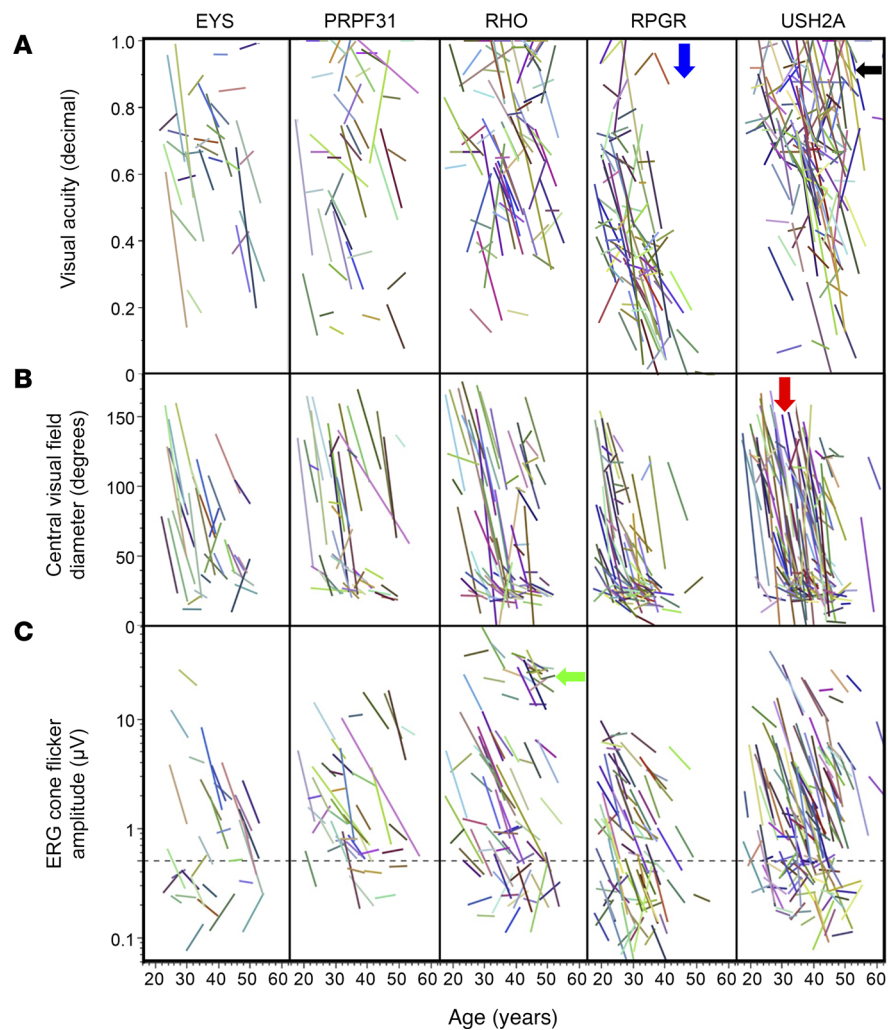 EYS PRPF31 RHO RPGR USH2A
A
Visual acuity (decimal)
1.0
0.8
0.6
0.4
0.2
0
B
Central visual field
diameter (degrees)
150
100
50
0
C
ERG cone flicker
amplitude (μV)
10
1
0.1
20 30 40 50 60 20 30 40 50 60 20 30 40 50 60 20 30 40 50 60 20 30 40 50 60
Age (years)